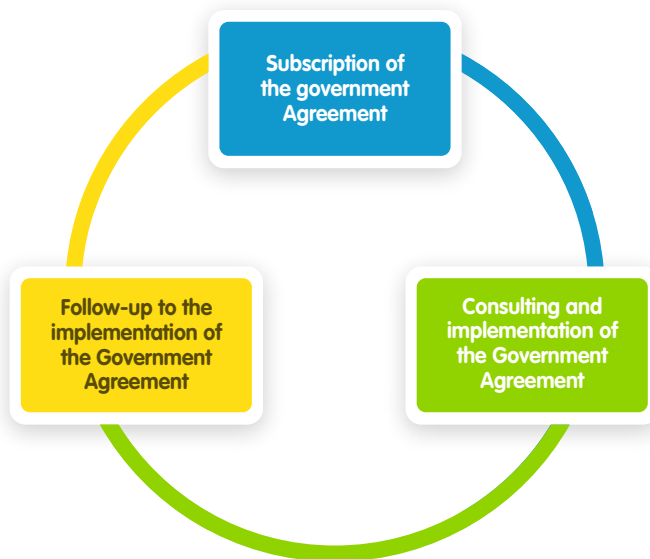 Subscription of
the government
Agreement
Follow-up to the
implementation of
the Government
Agreement
Consulting and
implementation of
the Government
Agreement